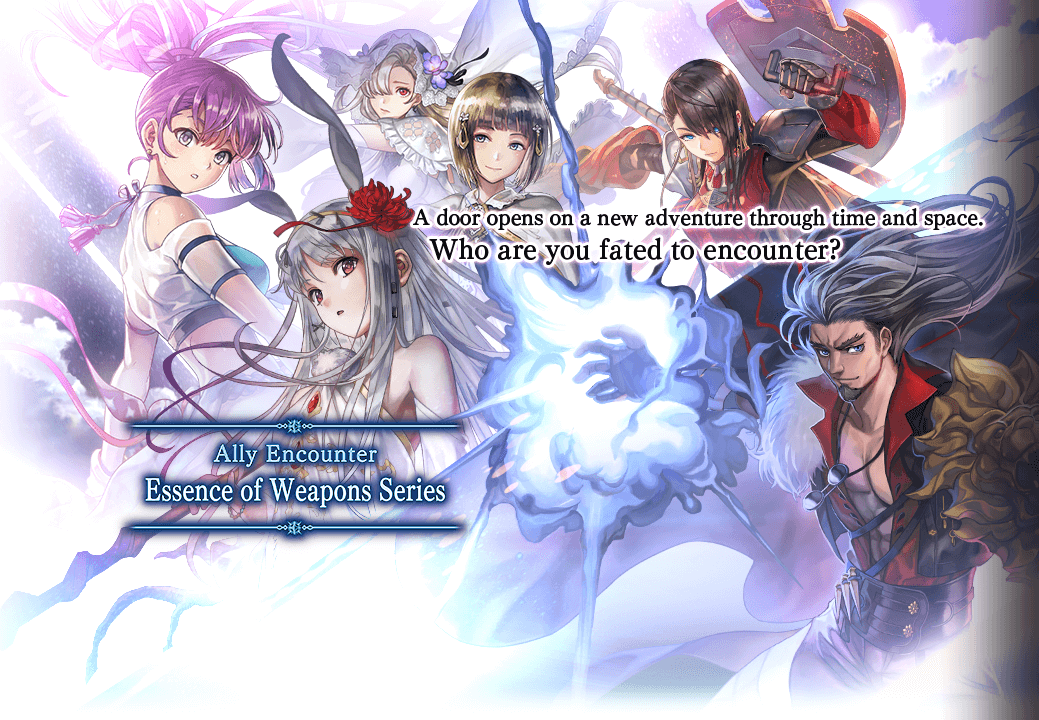 A door opens on a new adventure through time and space.
Who are you fated to encounter?
Ally Encounter
Essence of Weapons Series